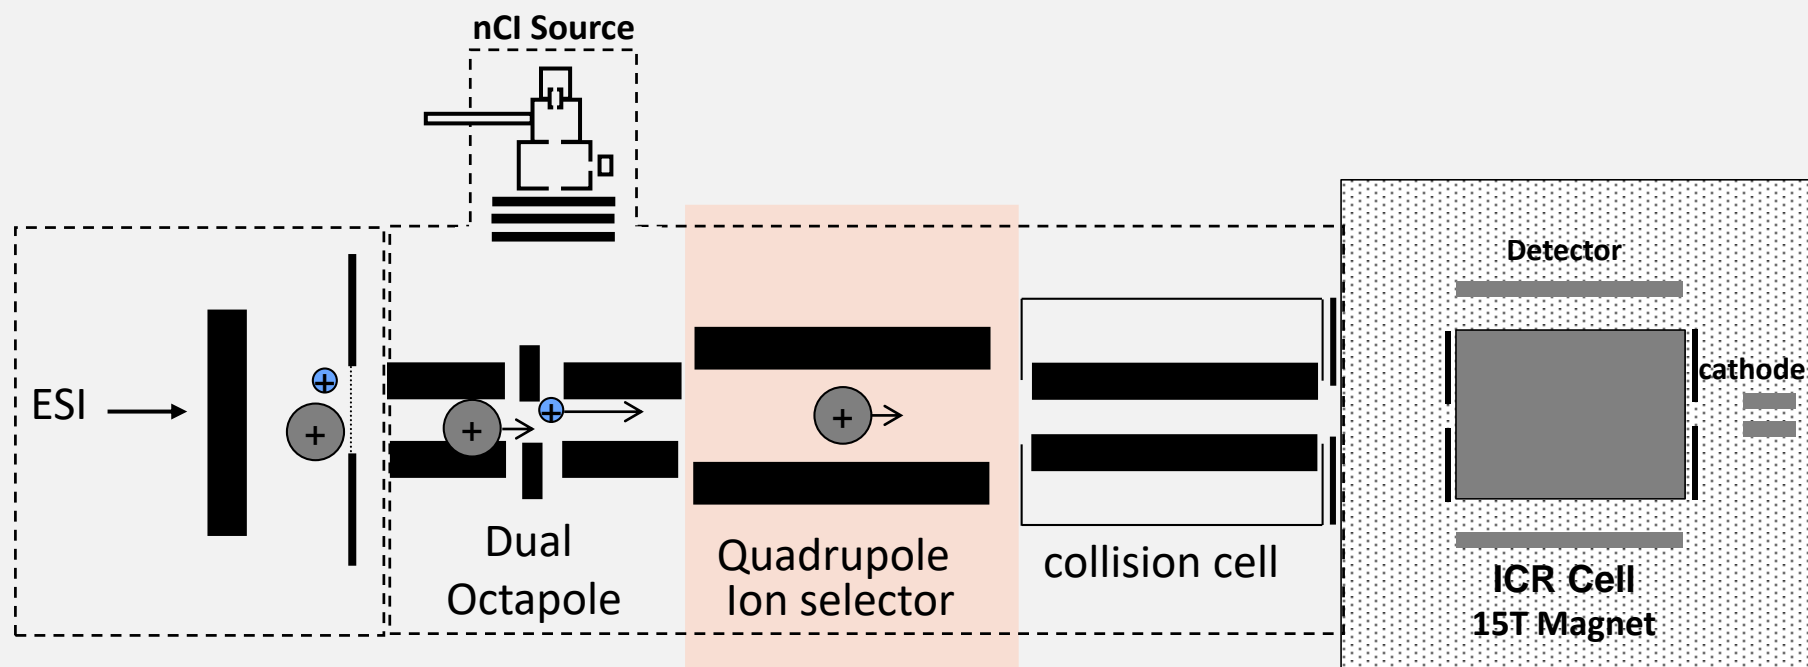 nCI Source
ESI
+
+
+
+
+
Dual
Octapole
Quadrupole
Ion selector
collision cell
Detector
cathode
ICR Cell
15T Magnet